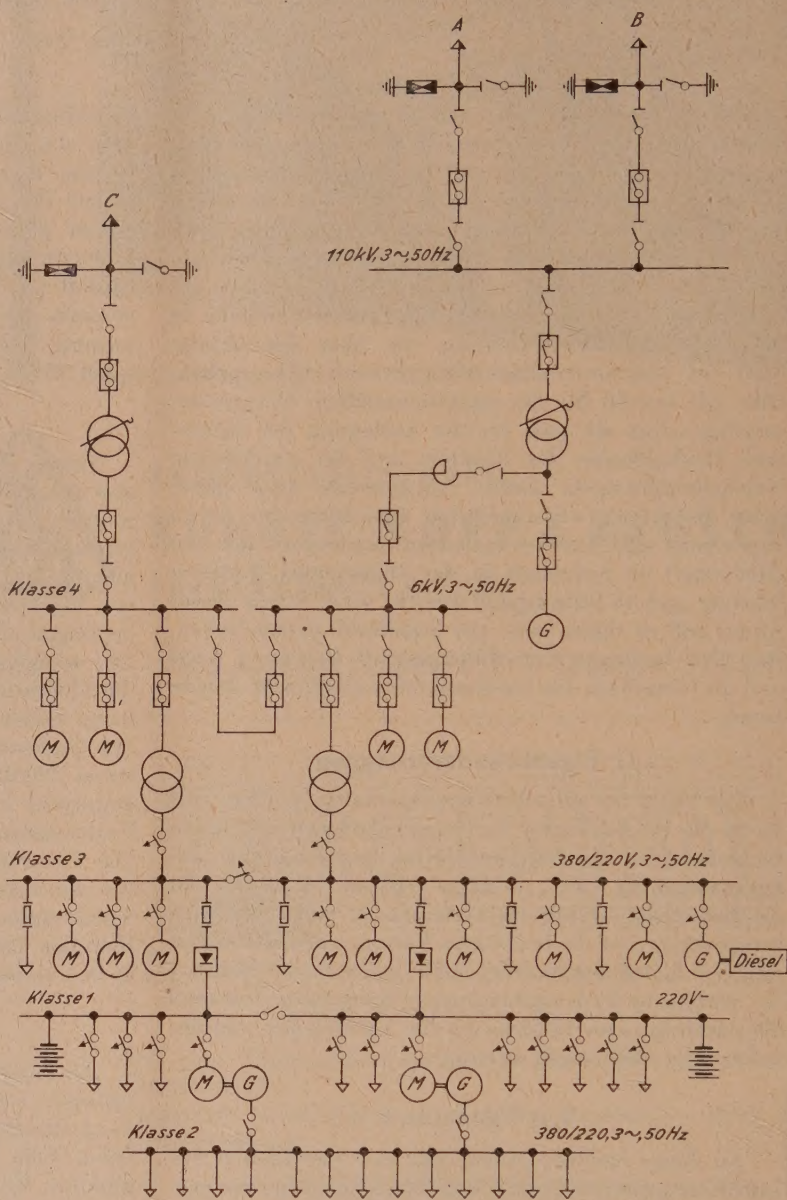 A B
C
110kV, 3~, 50Hz
Klasse 4 6kV, 3~, 50Hz
G
M M M M
Klasse 3 380/220V, 3~, 50Hz
M M M M M M M M G Diesel
Klasse 1 220V-
M G M G
Klasse 2 380/220, 3~, 50Hz